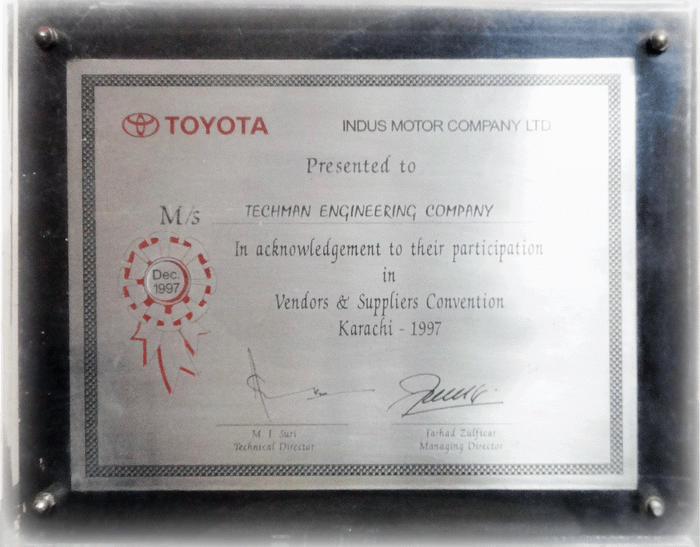 TOYOTA
INDUS MOTOR COMPANY LTD
Presented to
M/s TECHMAN ENGINEERING COMPANY
In acknowledgement to their participation
in
Vendors & Suppliers Convention
Karachi - 1997
Dec.
1997
M. I. Suri
Technical Director
Farhad Zulficar
Managing Director